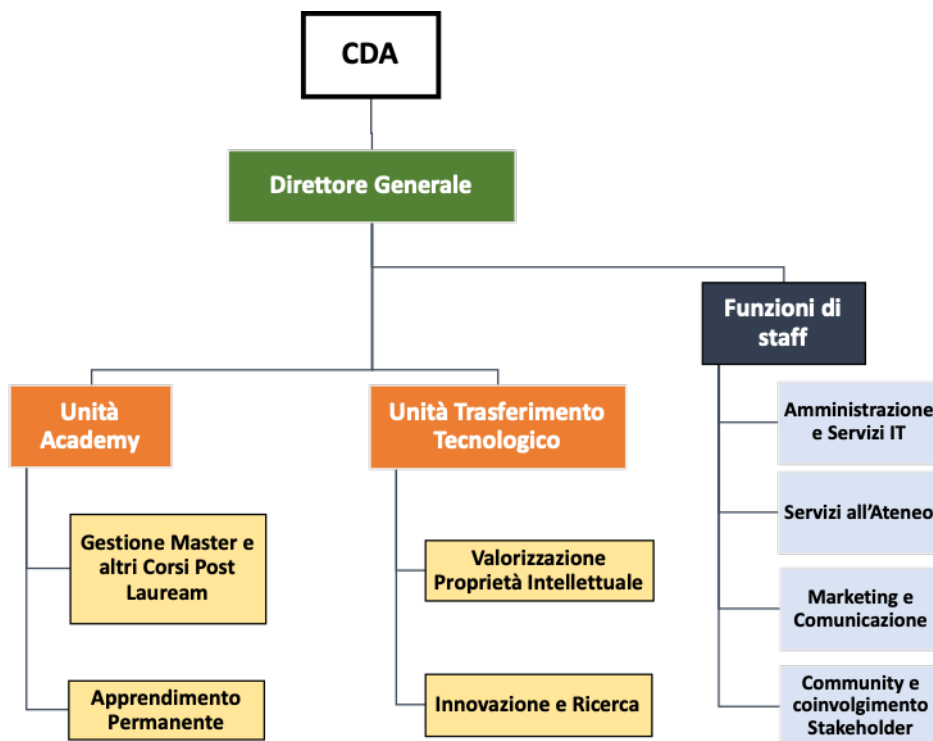 CDA
Direttore Generale
Funzioni di
staff
Unità
Academy
Unità Trasferimento
Tecnologico
Amministrazione
e Servizi IT
Servizi all'Ateneo
Marketing e
Comunicazione
Community e
coinvolgimento
Stakeholder
Gestione Master e
altri Corsi Post
Lauream
Apprendimento
Permanente
Valorizzazione
Proprietà Intellettuale
Innovazione e Ricerca